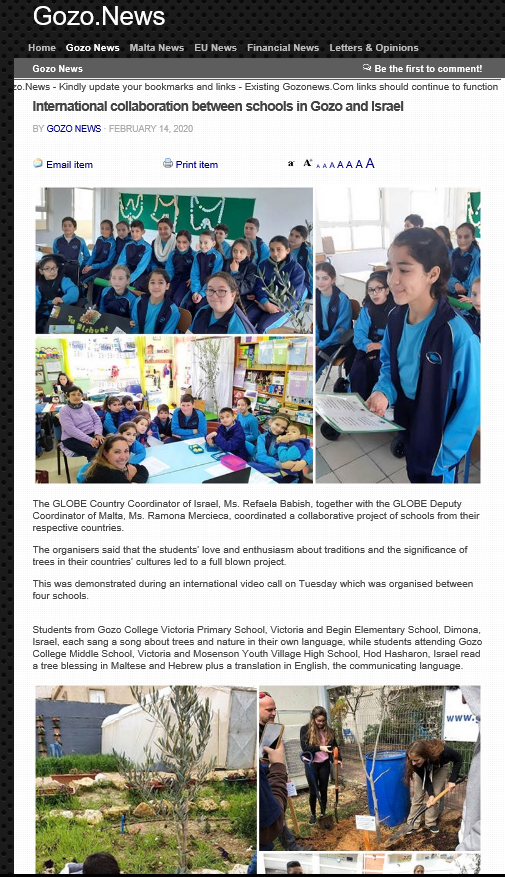 Gozo.News
Home Gozo News Malta News EU News Financial News Letters & Opinions
Gozo News Be the first to comment!
zo.News - Kindly update your bookmarks and links - Existing Gozonews.Com links should continue to function
International collaboration between schools in Gozo and Israel
BY GOZO NEWS · FEBRUARY 14, 2020
Email item Print item a- A+ A A A A A A A
Tu Bishvat
The GLOBE Country Coordinator of Israel, Ms. Refaela Babish, together with the GLOBE Deputy
Coordinator of Malta, Ms. Ramona Mercieca, coordinated a collaborative project of schools from their
respective countries.
The organisers said that the students' love and enthusiasm about traditions and the significance of
trees in their countries' cultures led to a full blown project.
This was demonstrated during an international video call on Tuesday which was organised between
four schools.
Students from Gozo College Victoria Primary School, Victoria and Begin Elementary School, Dimona,
Israel, each sang a song about trees and nature in their own language, while students attending Gozo
College Middle School, Victoria and Mosenson Youth Village High School, Hod Hasharon, Israel read
a tree blessing in Maltese and Hebrew plus a translation in English, the communicating language.
www.